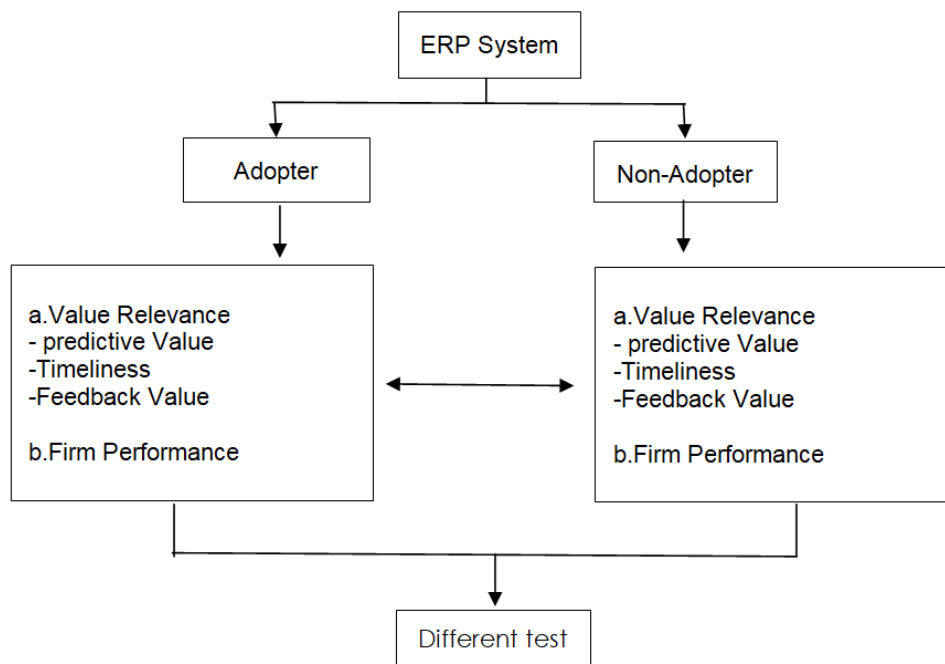 ERP System
Adopter
Non-Adopter
a.Value Relevance
- predictive Value
-Timeliness
-Feedback Value
b.Firm Performance
a.Value Relevance
- predictive Value
-Timeliness
-Feedback Value
b.Firm Performance
Different test